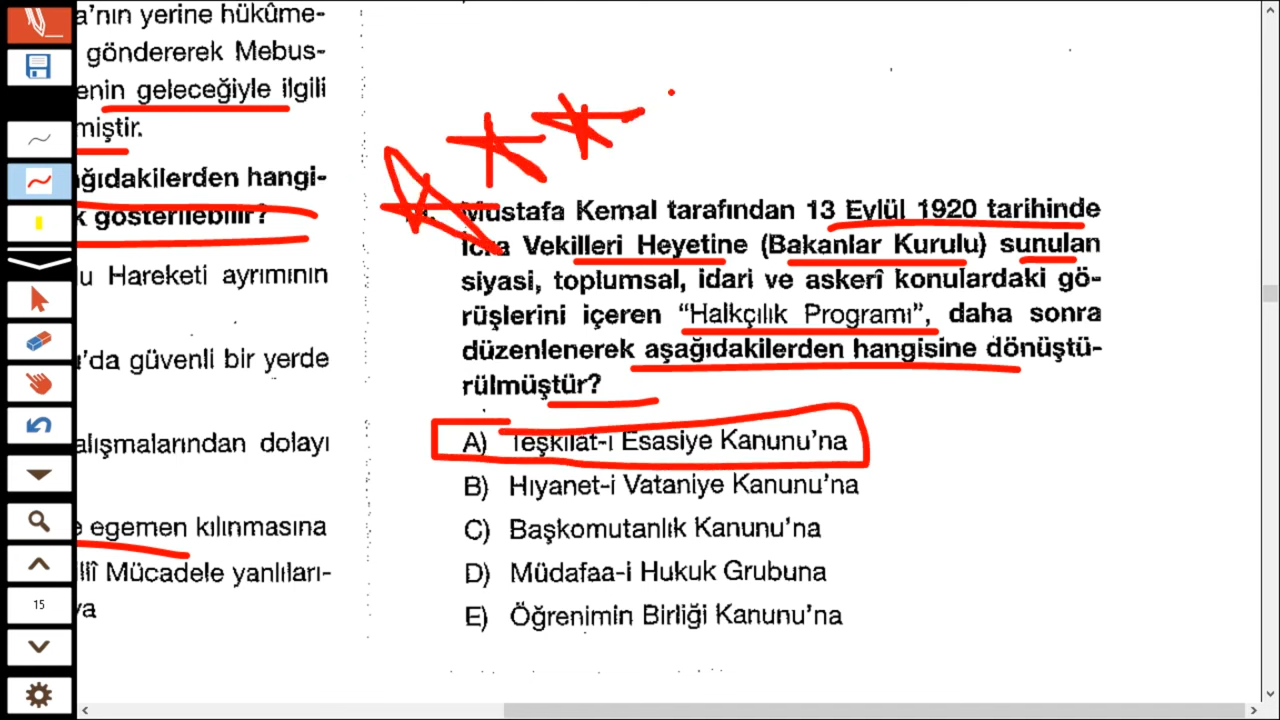 a'nın yerine hükûme-
göndererek Mebus-
enin geleceğiyle ilgili
miştir.
ağıdakilerden hangi-
k gösterilebilir?
u Hareketi ayrımının
a'da güvenli bir yerde
alışmalarından dolayı
e egemen kılınmasına
llî Mücadele yanlıları-
ya
Mustafa Kemal tarafından 13 Eylül 1920 tarihinde
İcra Vekilleri Heyetine (Bakanlar Kurulu) sunulan
siyasi, toplumsal, idari ve askerî konulardaki gö-
rüşlerini içeren "Halkçılık Programı", daha sonra
düzenlenerek aşağıdakilerden hangisine dönüştü-
rülmüştür?
A) Teşkilat-ı Esasiye Kanunu'na
B) Hıyanet-i Vataniye Kanunu'na
C) Başkomutanlık Kanunu'na
D) Müdafaa-i Hukuk Grubuna
E) Öğrenimin Birliği Kanunu'na
15